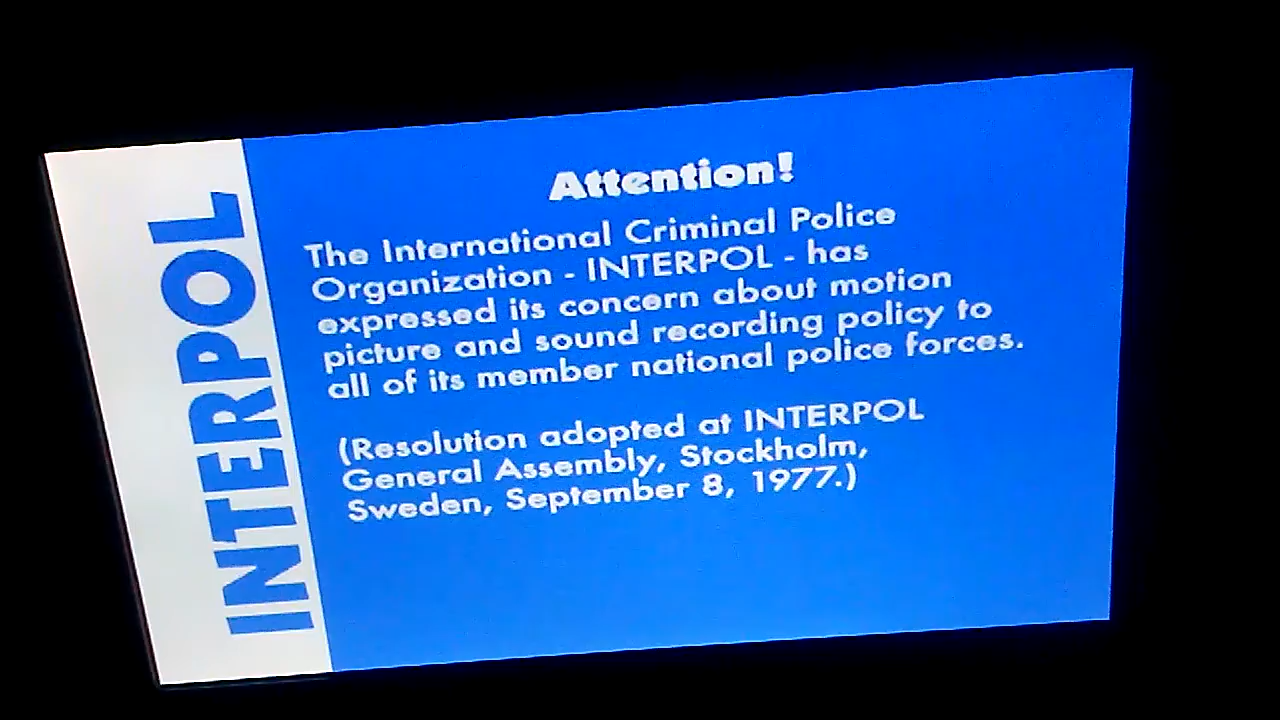 INTERPOL
Attention!
The International Criminal Police
Organization - INTERPOL - has
expressed its concern about motion
picture and sound recording policy to
all of its member national police forces.
(Resolution adopted at INTERPOL
General Assembly, Stockholm,
Sweden, September 8, 1977.)